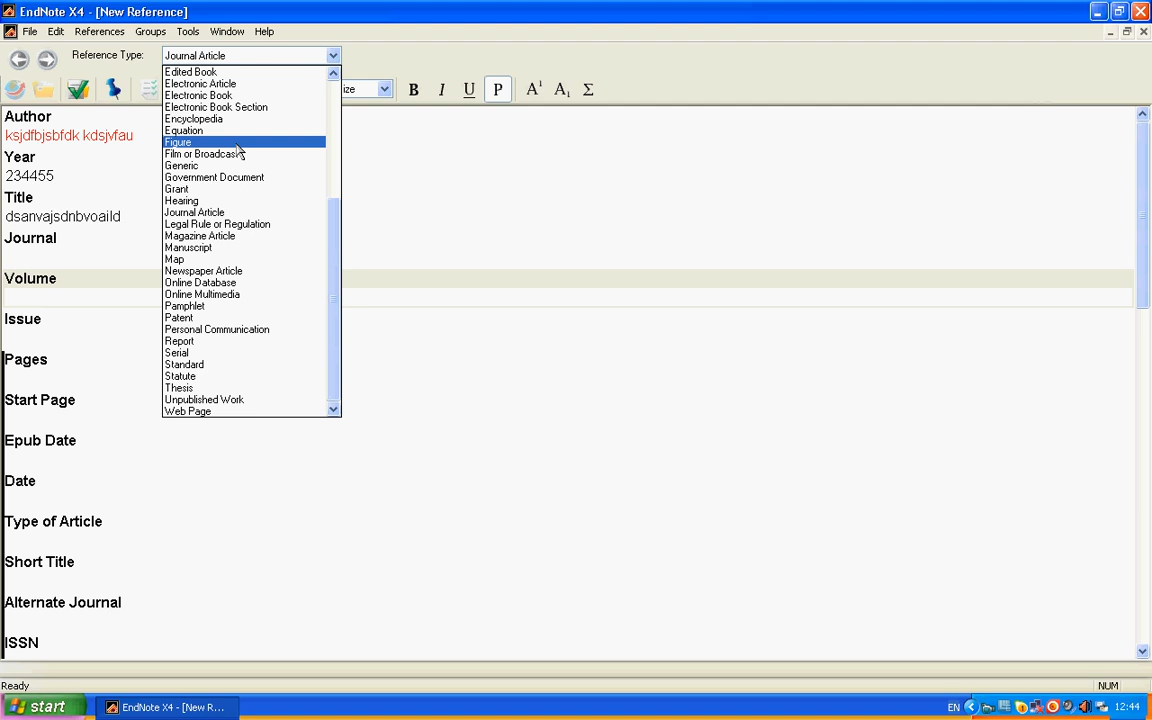 EndNote X4 - [New Reference]
File Edit References Groups Tools Window Help
Reference Type: Journal Article
ize B I U P A¹ A₁ Σ
Edited Book
Electronic Article
Electronic Book
Electronic Book Section
Encyclopedia
Equation
Figure
Film or Broadcast
Generic
Government Document
Grant
Hearing
Journal Article
Legal Rule or Regulation
Magazine Article
Manuscript
Map
Newspaper Article
Online Database
Online Multimedia
Pamphlet
Patent
Personal Communication
Report
Serial
Standard
Statute
Thesis
Unpublished Work
Web Page
Author
ksjdfbjsbfdk kdsjvfau
Year
234455
Title
dsanvajsdnbvoaild
Journal
Volume
Issue
Pages
Start Page
Epub Date
Date
Type of Article
Short Title
Alternate Journal
ISSN
Ready NUM
start EndNote X4 - [New R... EN 12:44